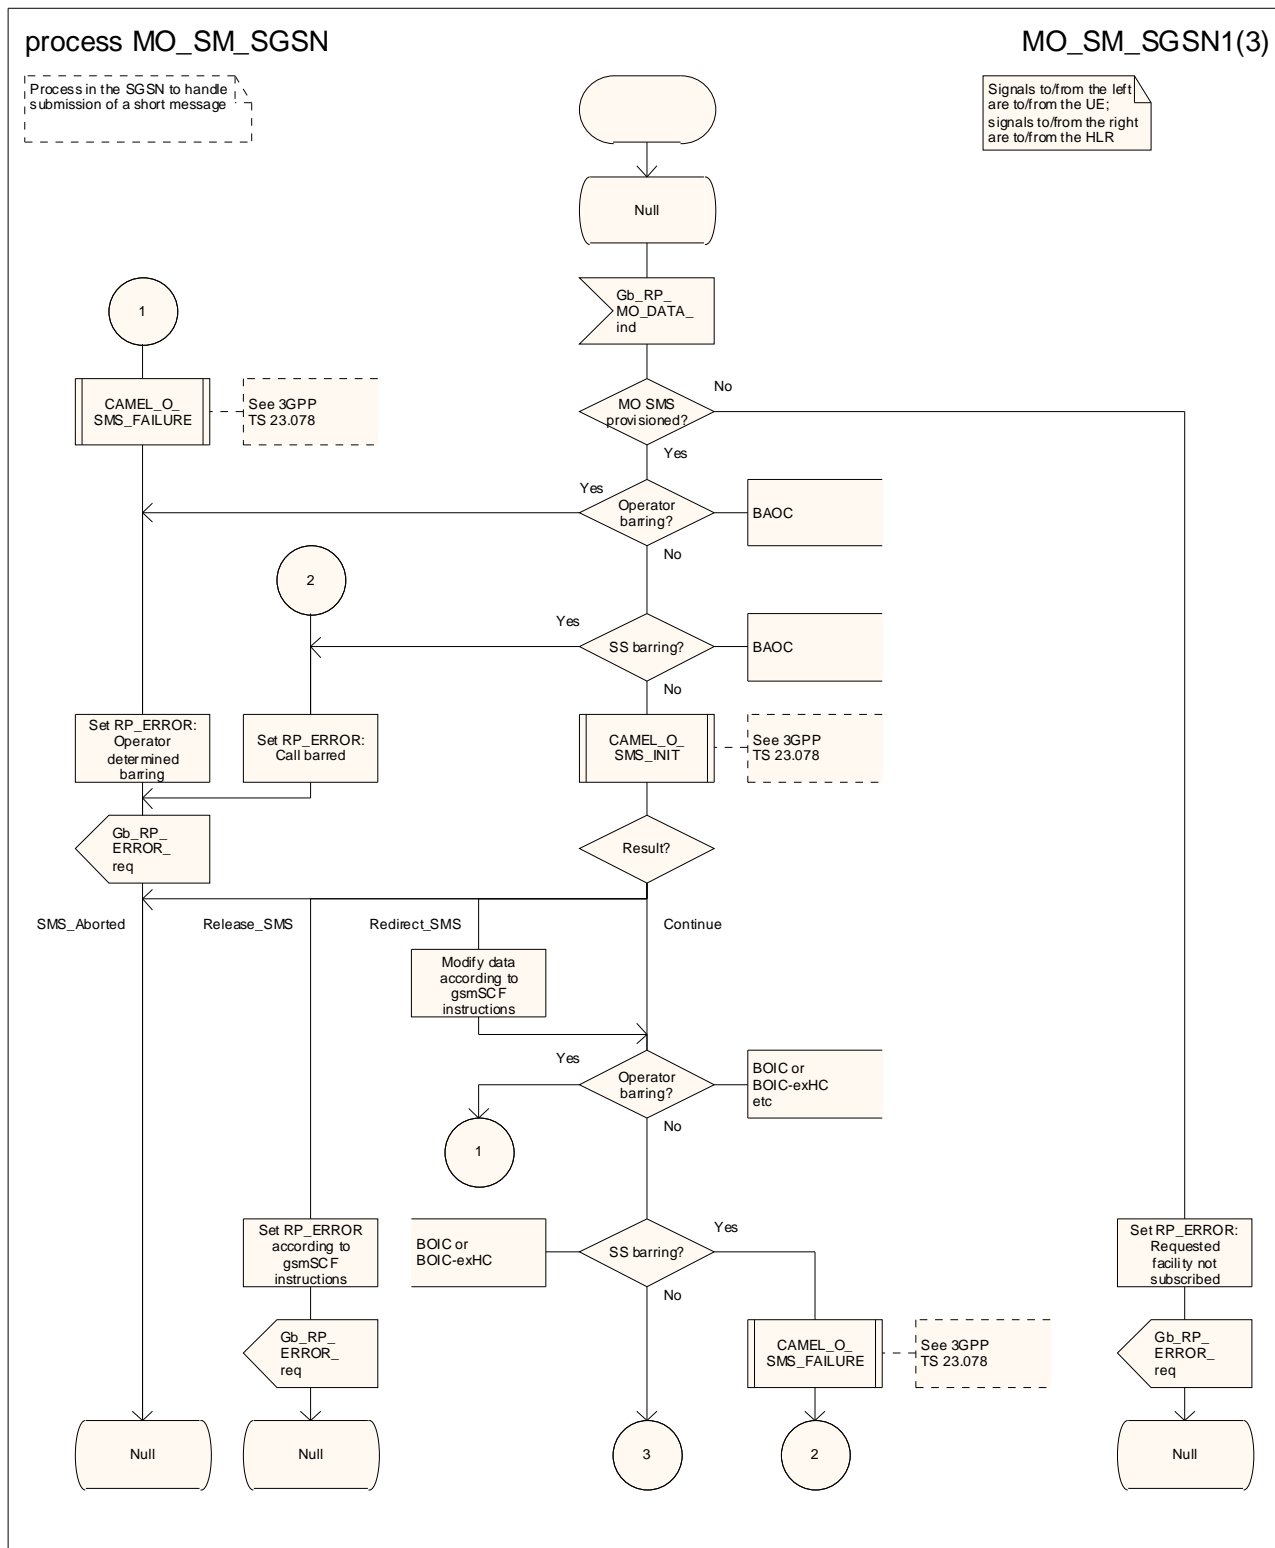 process MO_SM_SGSN
MO_SM_SGSN1(3)
Process in the SGSN to handle
submission of a short message
Signals to/from the left
are to/from the UE;
signals to/from the right
are to/from the HLR
Null
Gb_RP_
MO_DATA_
ind
1
CAMEL_O_
SMS_FAILURE
See 3GPP
TS 23.078
MO SMS
provisioned?
No
Yes
Yes
Operator
barring?
BAOC
No
2
Yes
SS barring?
BAOC
No
Set RP_ERROR:
Operator
determined
barring
Set RP_ERROR:
Call barred
CAMEL_O_
SMS_INIT
See 3GPP
TS 23.078
Gb_RP_
ERROR_
req
Result?
SMS_Aborted
Release_SMS
Redirect_SMS
Continue
Modify data
according to
gsmSCF
instructions
Yes
Operator
barring?
BOIC or
BOIC-exHC
etc
No
1
Set RP_ERROR
according to
gsmSCF
instructions
BOIC or
BOIC-exHC
SS barring?
Yes
No
Set RP_ERROR:
Requested
facility not
subscribed
Gb_RP_
ERROR_
req
CAMEL_O_
SMS_FAILURE
See 3GPP
TS 23.078
Gb_RP_
ERROR_
req
Null
Null
3
2
Null